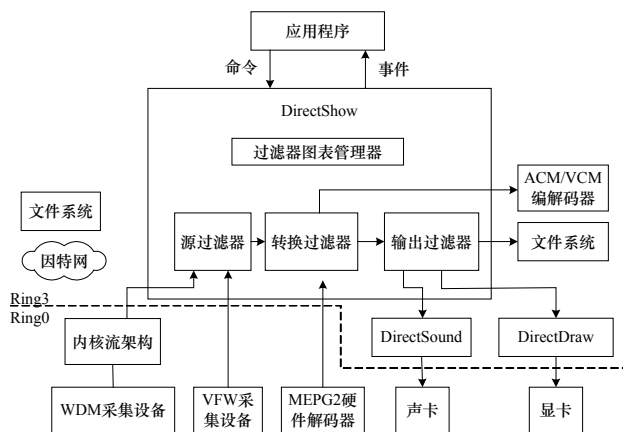 应用程序
命令
事件
DirectShow
过滤器图表管理器
ACM/VCM
编解码器
文件系统
源过滤器
转换过滤器
输出过滤器
文件系统
因特网
Ring3
Ring0
内核流架构
DirectSound
DirectDraw
WDM采集设备
VFW采
集设备
MEPG2硬
件解码器
声卡
显卡